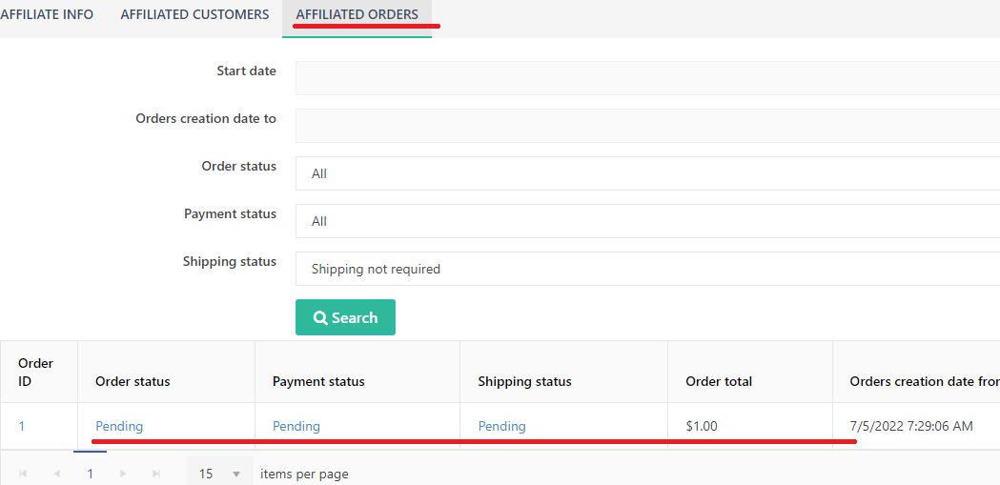 AFFILIATE INFO AFFILIATED CUSTOMERS AFFILIATED ORDERS
Start date
Orders creation date to
Order status All
Payment status All
Shipping status Shipping not required
Search
Order ID Order status Payment status Shipping status Order total Orders creation date from
1 Pending Pending Pending $1.00 7/5/2022 7:29:06 AM
1 15 items per page